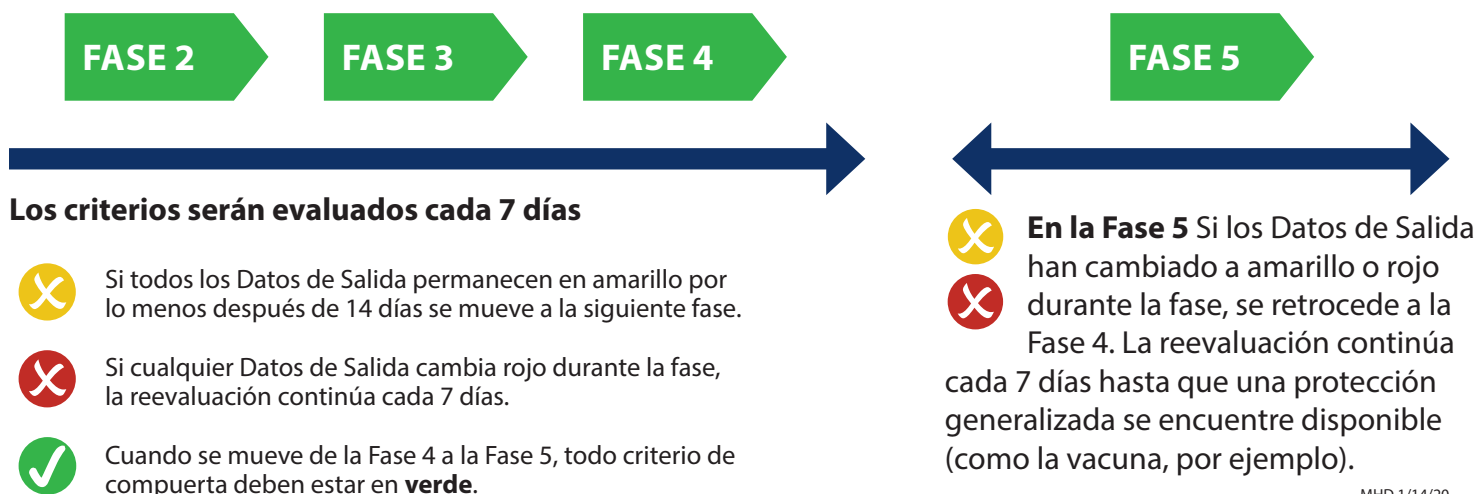 FASE 2
FASE 3
FASE 4
FASE 5
Los criterios serán evaluados cada 7 días
Si todos los Datos de Salida permanecen en amarillo por
lo menos después de 14 días se mueve a la siguiente fase.
Si cualquier Datos de Salida cambia rojo durante la fase,
la reevaluación continúa cada 7 días.
Cuando se mueve de la Fase 4 a la Fase 5, todo criterio de
compuerta deben estar en verde.
En la Fase 5 Si los Datos de Salida
han cambiado a amarillo o rojo
durante la fase, se retrocede a la
Fase 4. La reevaluación continúa
cada 7 días hasta que una protección
generalizada se encuentre disponible
(como la vacuna, por ejemplo).
MHD 1/14/20